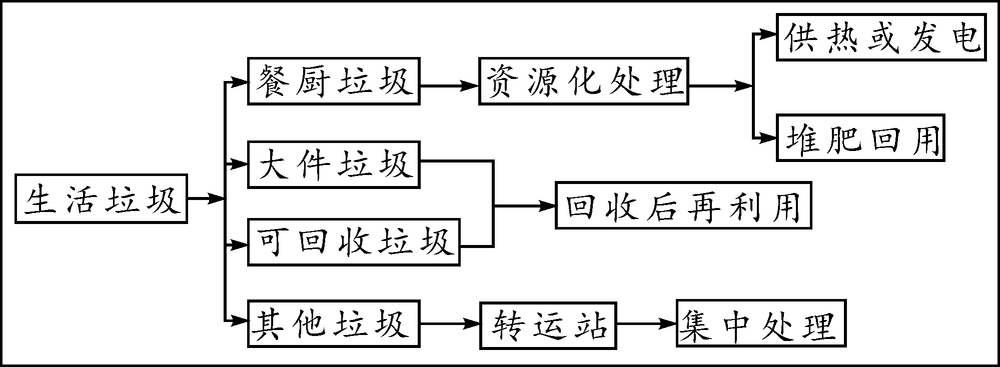 生活垃圾
餐厨垃圾
资源化处理
供热或发电
堆肥回用
大件垃圾
可回收垃圾
回收后再利用
其他垃圾
转运站
集中处理